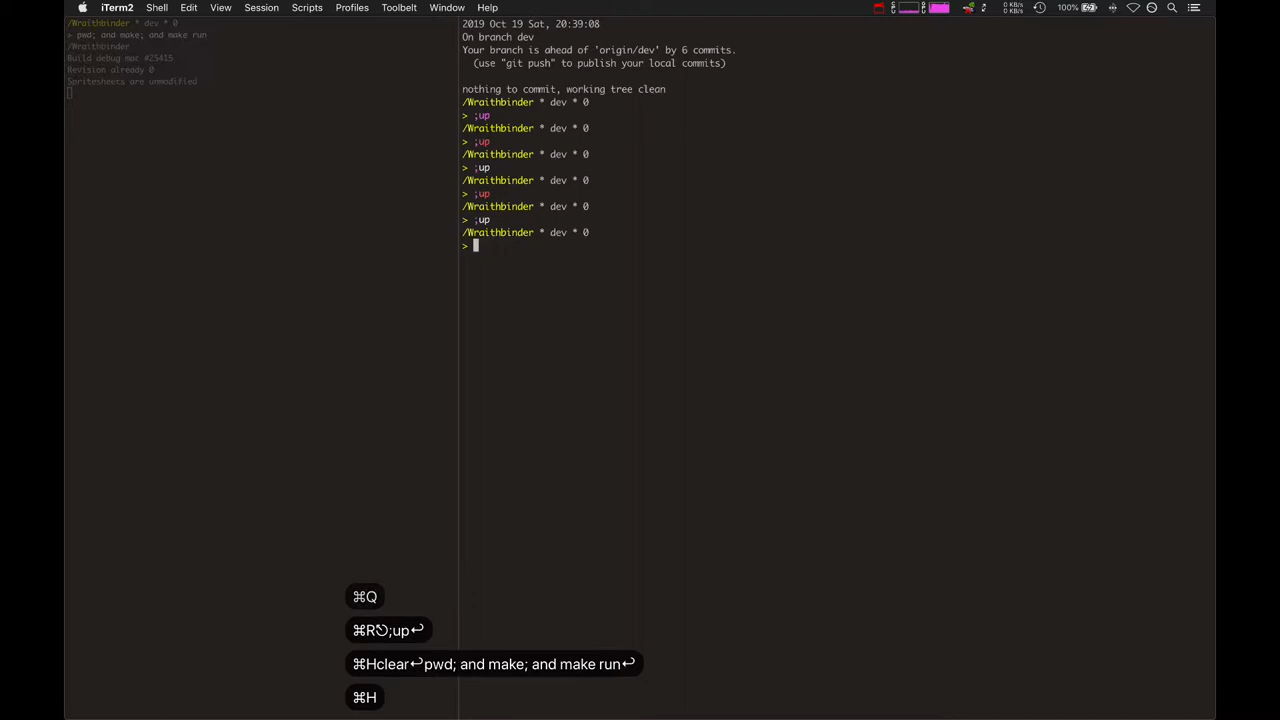 iTerm2 Shell Edit View Session Scripts Profiles Toolbelt Window Help
0 KB/s
0 KB/s
100%
/Wraithbinder * dev * 0
> pwd; and make; and make run
/Wraithbinder
Build debug mac #25415
Revision already 0
Spritesheets are unmodified
2019 Oct 19 Sat, 20:39:08
On branch dev
Your branch is ahead of 'origin/dev' by 6 commits.
(use "git push" to publish your local commits)
nothing to commit, working tree clean
/Wraithbinder * dev * 0
> ;up
/Wraithbinder * dev * 0
> ;up
/Wraithbinder * dev * 0
> ;up
/Wraithbinder * dev * 0
> ;up
/Wraithbinder * dev * 0
> ;up
/Wraithbinder * dev * 0
>
⌘Q
⌘R⎋;up↩
⌘Hclear↩pwd; and make; and make run↩
⌘H